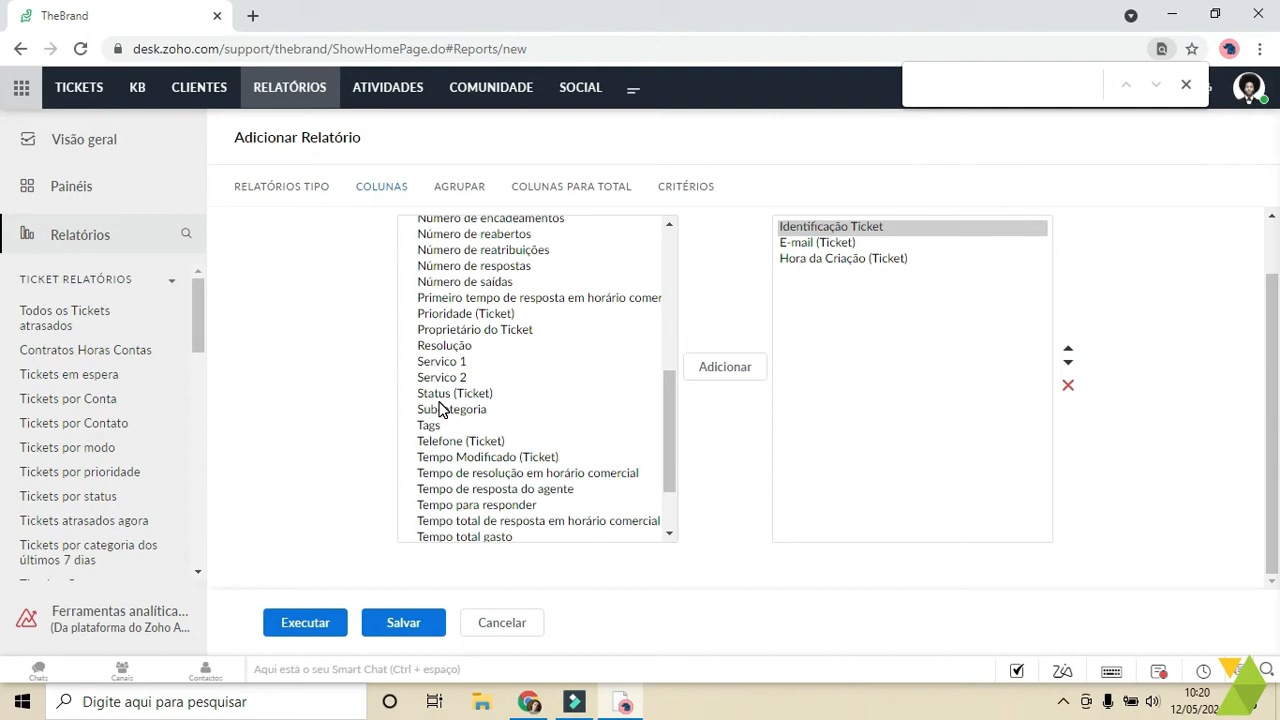 TheBrand
desk.zoho.com/support/thebrand/ShowHomePage.do#Reports/new
TICKETS KB CLIENTES RELATÓRIOS ATIVIDADES COMUNIDADE SOCIAL
Visão geral
Painéis
Relatórios
TICKET RELATÓRIOS
Todos os Tickets
atrasados
Contratos Horas Contas
Tickets em espera
Tickets por Conta
Tickets por Contato
Tickets por modo
Tickets por prioridade
Tickets por status
Tickets atrasados agora
Tickets por categoria dos
últimos 7 dias
Ferramentas analítica...
(Da plataforma do Zoho A...
Adicionar Relatório
RELATÓRIOS TIPO COLUNAS AGRUPAR COLUNAS PARA TOTAL CRITÉRIOS
Número de encadeamentos
Número de reabertos
Número de reatribuições
Número de respostas
Número de saídas
Primeiro tempo de resposta em horário comer
Prioridade (Ticket)
Proprietário do Ticket
Resolução
Servico 1
Servico 2
Status (Ticket)
Subcategoria
Tags
Telefone (Ticket)
Tempo Modificado (Ticket)
Tempo de resolução em horário comercial
Tempo de resposta do agente
Tempo para responder
Tempo total de resposta em horário comercial
Tempo total gasto
Adicionar
Identificação Ticket
E-mail (Ticket)
Hora da Criação (Ticket)
Executar Salvar Cancelar
Chats Canais Contactos
Aqui está o seu Smart Chat (Ctrl + espaço)
Digite aqui para pesquisar
10:20
12/05/202